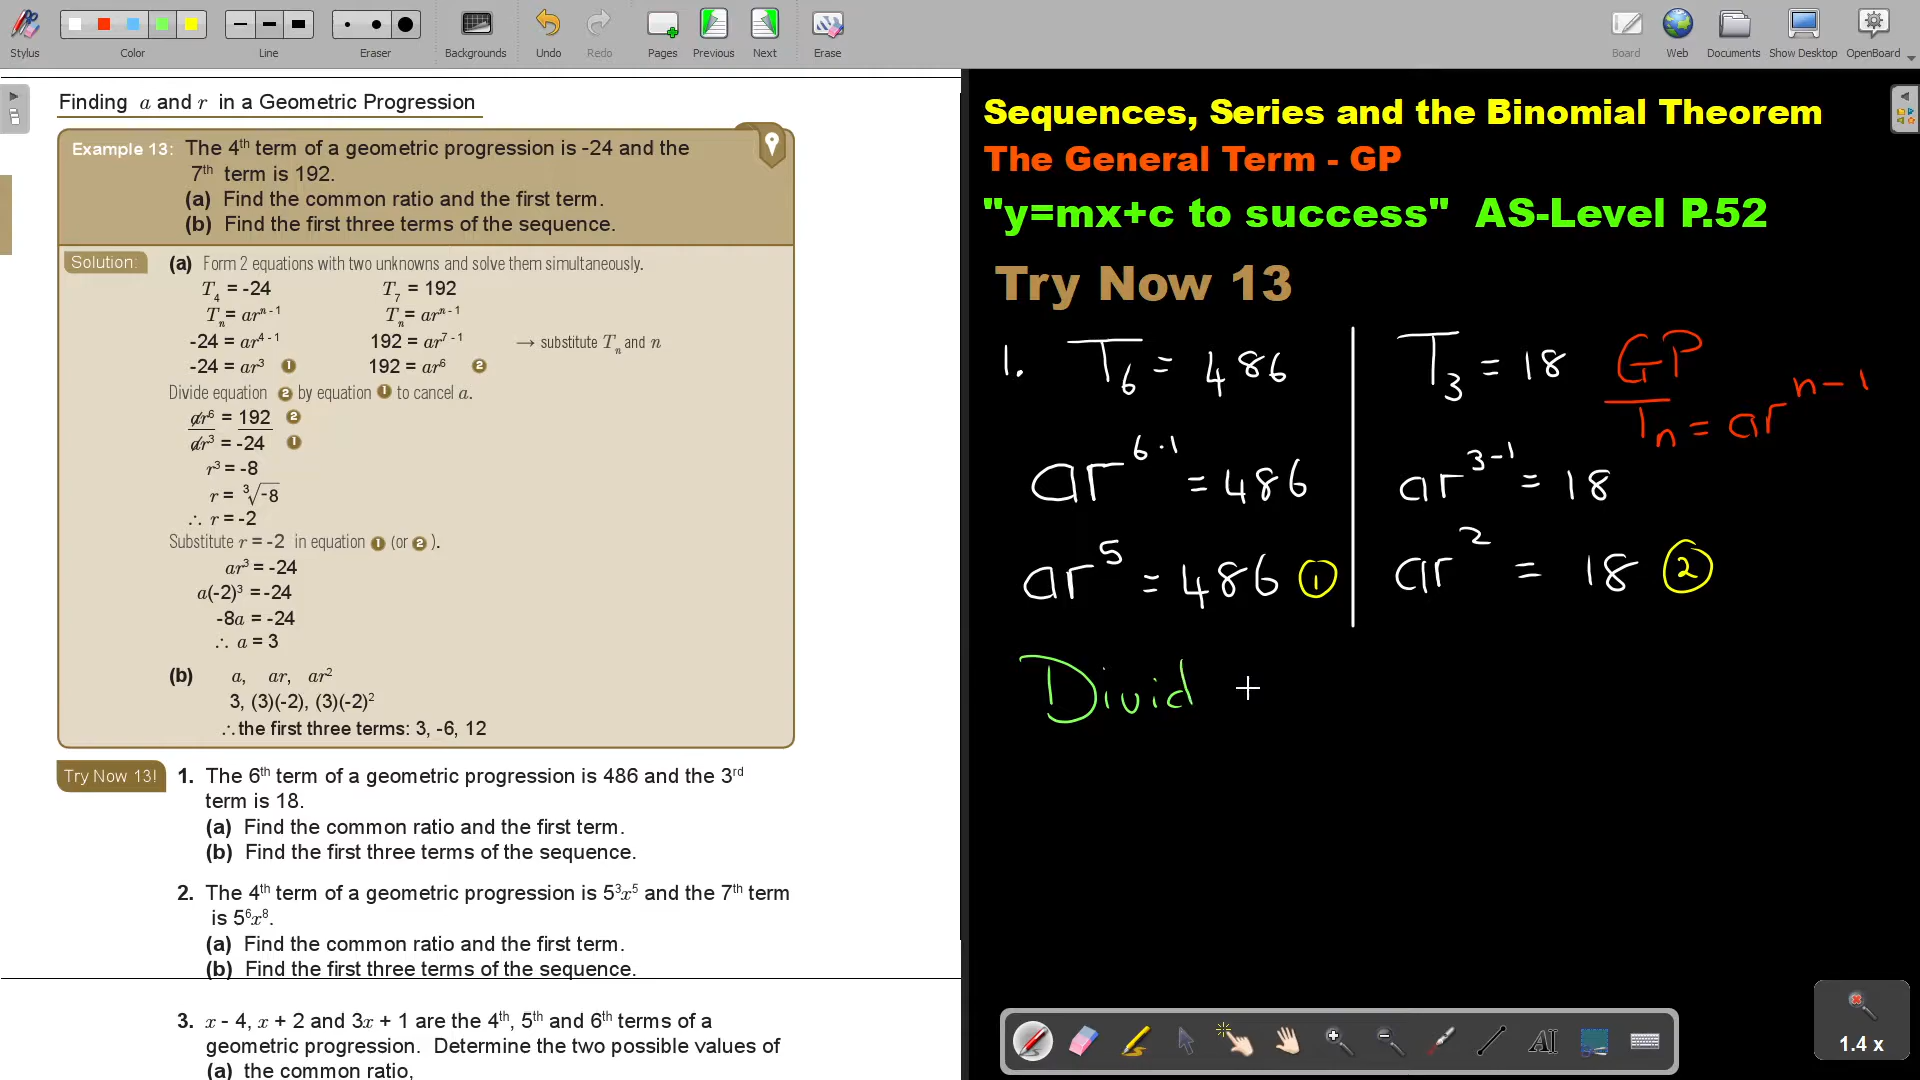 Stylus Color Line Eraser Backgrounds Undo Redo Pages Previous Next Erase Board Web Documents Show Desktop OpenBoard
Finding a and r in a Geometric Progression
Example 13: The 4th term of a geometric progression is -24 and the
7th term is 192.
(a) Find the common ratio and the first term.
(b) Find the first three terms of the sequence.
Solution: (a) Form 2 equations with two unknowns and solve them simultaneously.
T4 = -24 T7 = 192
Tn = ar^n-1 Tn = ar^n-1
-24 = ar^4-1 192 = ar^7-1 → substitute Tn and n
-24 = ar³ 1 192 = ar⁶ 2
Divide equation 2 by equation 1 to cancel a.
ar⁶ = 192 2
ar³ = -24 1
r³ = -8
r = ³√-8
∴ r = -2
Substitute r = -2 in equation 1 (or 2 ).
ar³ = -24
a(-2)³ = -24
-8a = -24
∴ a = 3
(b) a, ar, ar²
3, (3)(-2), (3)(-2)²
∴the first three terms: 3, -6, 12
Try Now 13! 1. The 6th term of a geometric progression is 486 and the 3rd
term is 18.
(a) Find the common ratio and the first term.
(b) Find the first three terms of the sequence.
2. The 4th term of a geometric progression is 5³x⁵ and the 7th term
is 5⁶x⁸.
(a) Find the common ratio and the first term.
(b) Find the first three terms of the sequence.
3. x - 4, x + 2 and 3x + 1 are the 4th, 5th and 6th terms of a
geometric progression. Determine the two possible values of
(a) the common ratio,
Sequences, Series and the Binomial Theorem
The General Term - GP
"y=mx+c to success" AS-Level P.52
Try Now 13
1. T6 = 486 T3 = 18 GP
Tn = ar^n-1
ar^6-1 = 486 ar^3-1 = 18
ar⁵ = 486 1 ar² = 18 2
Divid
AI
1.4 x